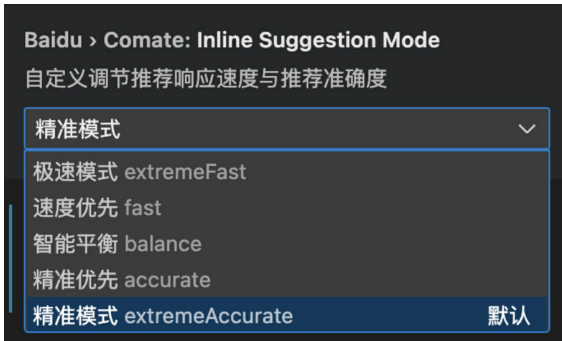 Baidu › Comate: Inline Suggestion Mode
自定义调节推荐响应速度与推荐准确度
精准模式
极速模式 extremeFast
速度优先 fast
智能平衡 balance
精准优先 accurate
精准模式 extremeAccurate 默认